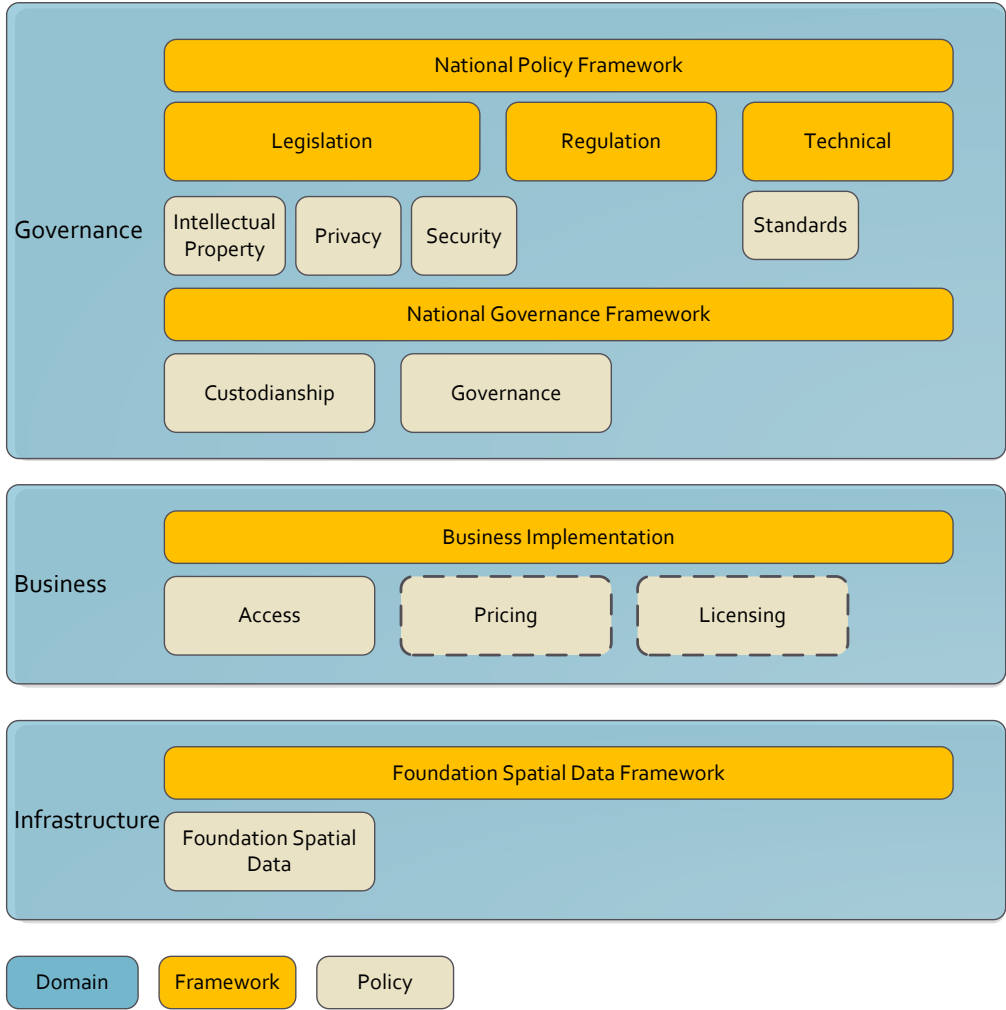 National Policy Framework
Legislation
Regulation
Technical
Governance
Intellectual
Property
Privacy
Security
Standards
National Governance Framework
Custodianship
Governance
Business Implementation
Business
Access
Pricing
Licensing
Foundation Spatial Data Framework
Infrastructure
Foundation Spatial
Data
Domain
Framework
Policy